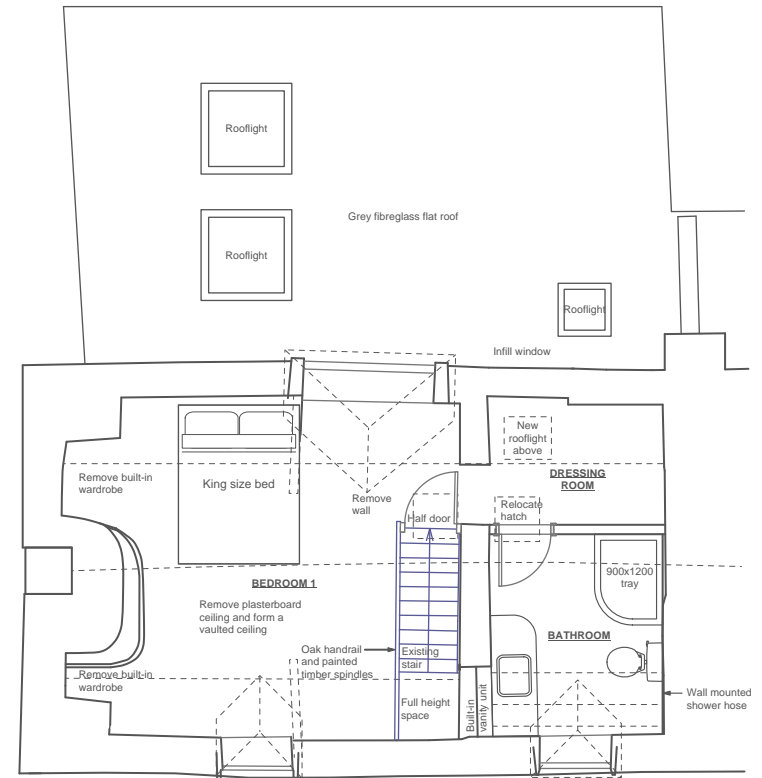 Rooflight
Grey fibreglass flat roof
Rooflight
Rooflight
Infill window
New
rooflight
above
Remove built-in
wardrobe
King size bed
DRESSING
ROOM
Remove
wall
Relocate
hatch
Half door
BEDROOM 1
900x1200
tray
Remove plasterboard
ceiling and form a
vaulted ceiling
BATHROOM
Oak handrail
and painted
timber spindles
Existing
stair
Remove built-in
wardrobe
Full height
space
Built-in
vanity unit
Wall mounted
shower hose